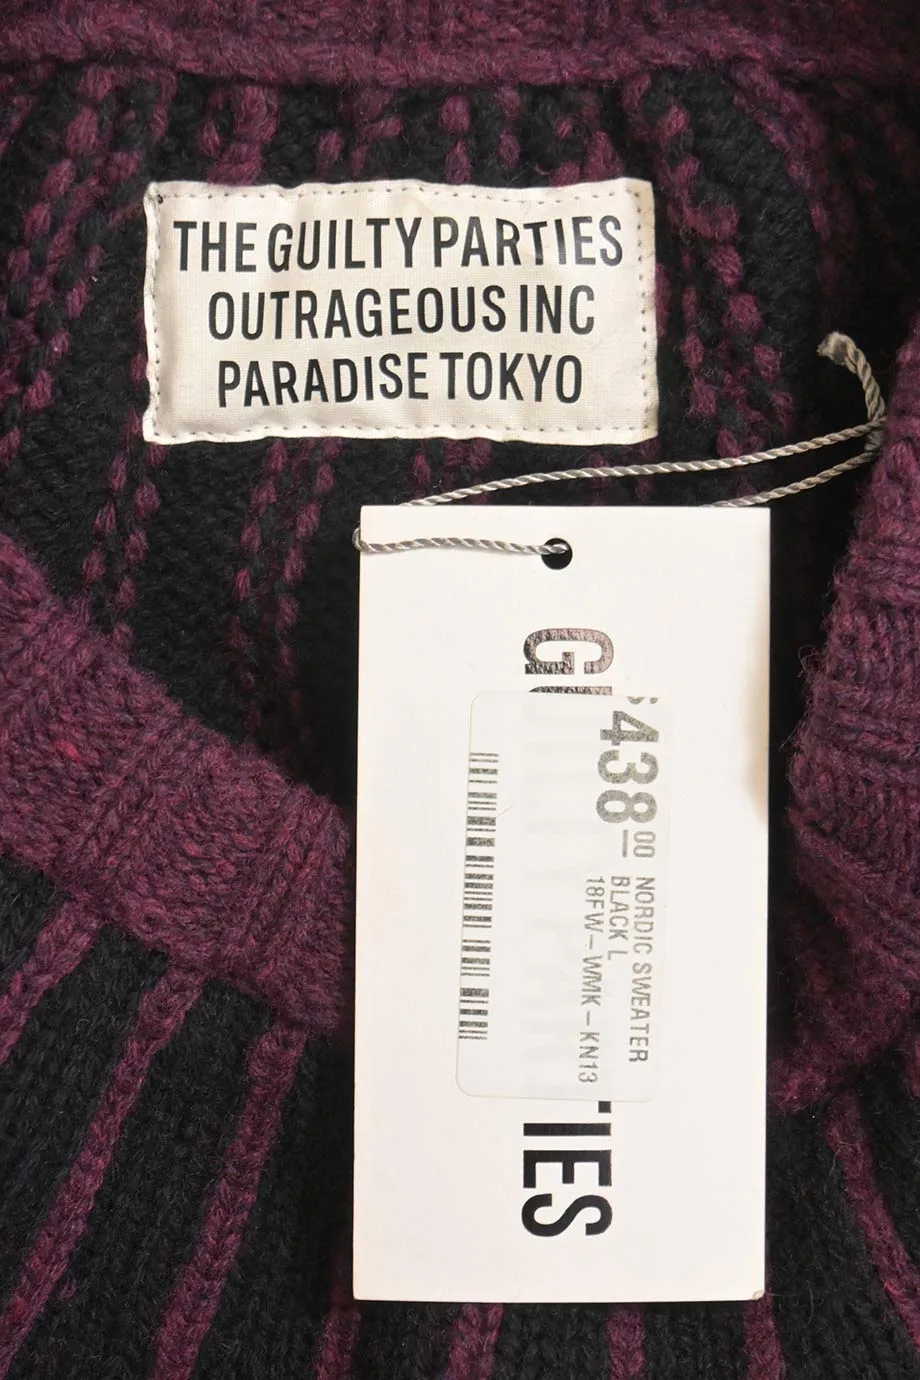 THE GUILTY PARTIES
OUTRAGEOUS INC
PARADISE TOKYO
$438.00
NORDIC SWEATER
BLACK L
18FW-WMK-KN13
TIES